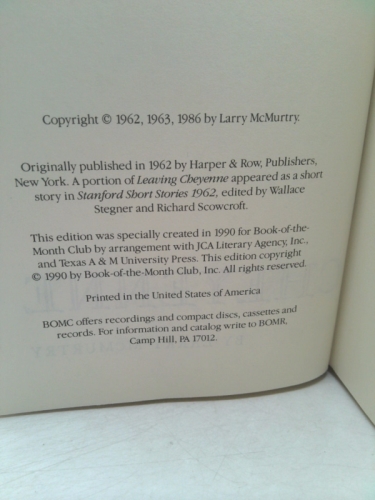 Copyright © 1962, 1963, 1986 by Larry McMurtry.
Originally published in 1962 by Harper & Row, Publishers,
New York. A portion of Leaving Cheyenne appeared as a short
story in Stanford Short Stories 1962, edited by Wallace
Stegner and Richard Scowcroft.
This edition was specially created in 1990 for Book-of-the-
Month Club by arrangement with JCA Literary Agency, Inc.,
and Texas A & M University Press. This edition copyright
© 1990 by Book-of-the-Month Club, Inc. All rights reserved.
Printed in the United States of America
BOMC offers recordings and compact discs, cassettes and
records. For information and catalog write to BOMR,
Camp Hill, PA 17012.